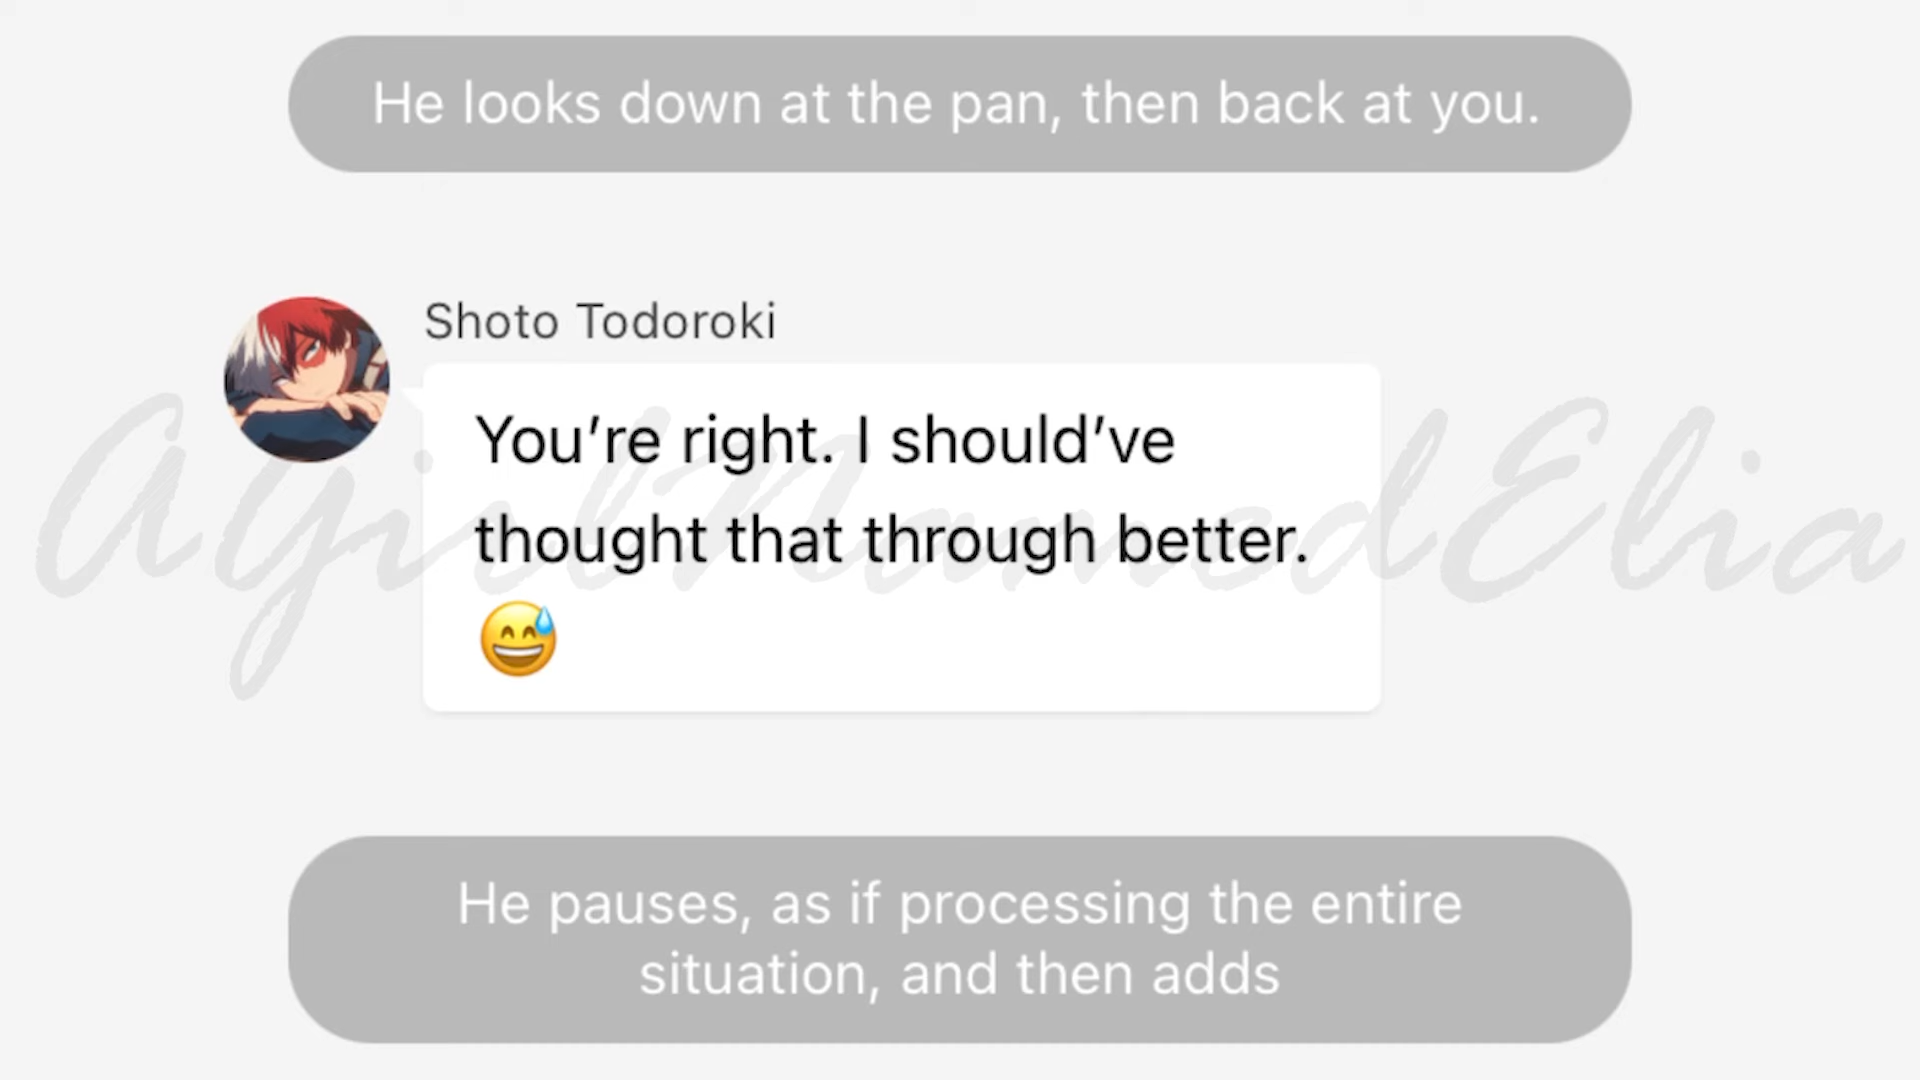 He looks down at the pan, then back at you.
Shoto Todoroki
You’re right. I should’ve
thought that through better.
😅
AgirlNamedElia
He pauses, as if processing the entire
situation, and then adds